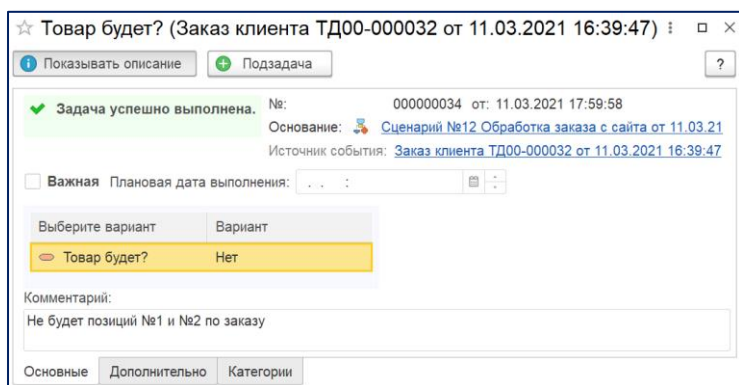 Товар будет? (Заказ клиента ТД00-000032 от 11.03.2021 16:39:47)
Показывать описание Подзадача ?
Задача успешно выполнена. №: 000000034 от: 11.03.2021 17:59:58
Основание: Сценарий №12 Обработка заказа с сайта от 11.03.21
Источник события: Заказ клиента ТД00-000032 от 11.03.2021 16:39:47
Важная Плановая дата выполнения: . . :
Выберите вариант Вариант
Товар будет? Нет
Комментарий:
Не будет позиций №1 и №2 по заказу
Основные Дополнительно Категории